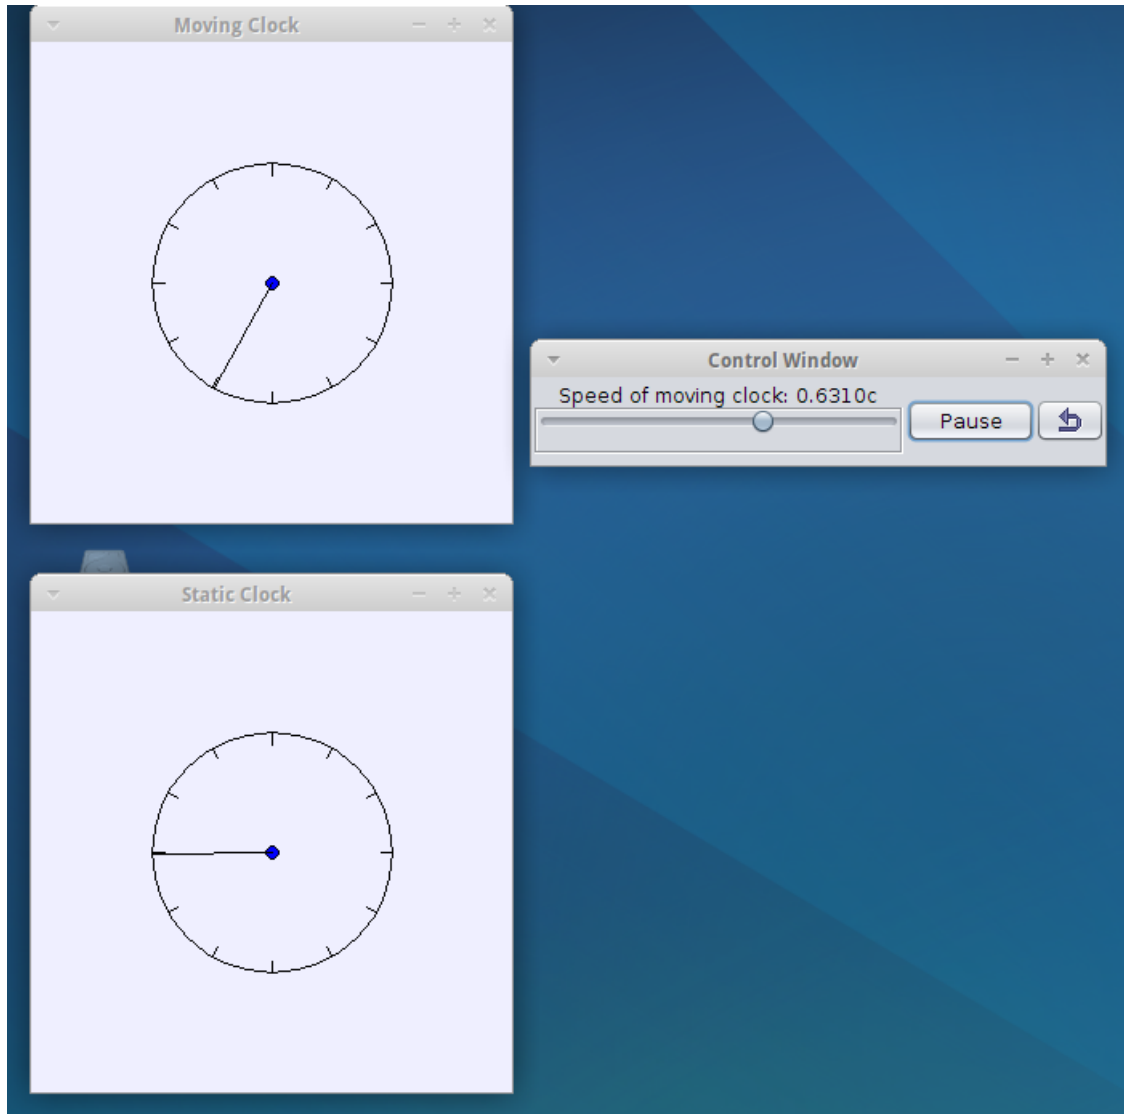 Moving Clock
Control Window
Speed of moving clock: 0.6310c
Pause
Static Clock